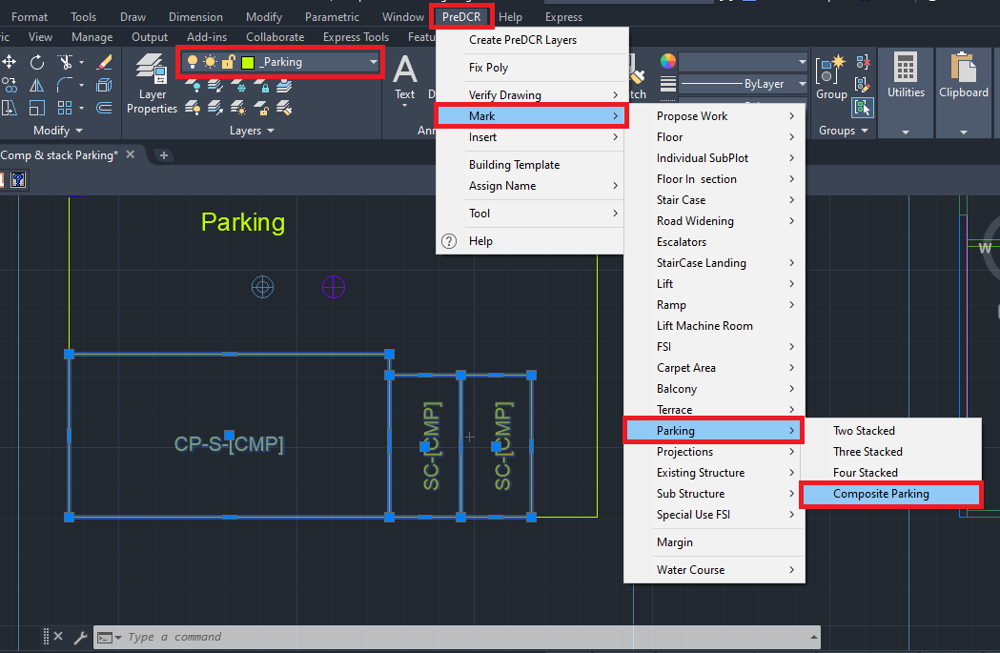 Format Tools Draw Dimension Modify Parametric Window PreDCR Help Express
View Manage Output Add-ins Collaborate Express Tools
_Parking
Layer
Properties
Text
ByLayer
Group
Utilities
Clipboard
Modify
Layers
Groups
Comp & stack Parking*
Create PreDCR Layers
Fix Poly
Verify Drawing
Mark
Insert
Building Template
Assign Name
Tool
Help
Propose Work
Floor
Individual SubPlot
Floor In section
Stair Case
Road Widening
Escalators
StairCase Landing
Lift
Ramp
Lift Machine Room
FSI
Carpet Area
Balcony
Terrace
Parking
Projections
Existing Structure
Sub Structure
Special Use FSI
Margin
Water Course
Two Stacked
Three Stacked
Four Stacked
Composite Parking
Parking
CP-S-[CMP]
SC-[CMP]
SC-[CMP]
W
Type a command